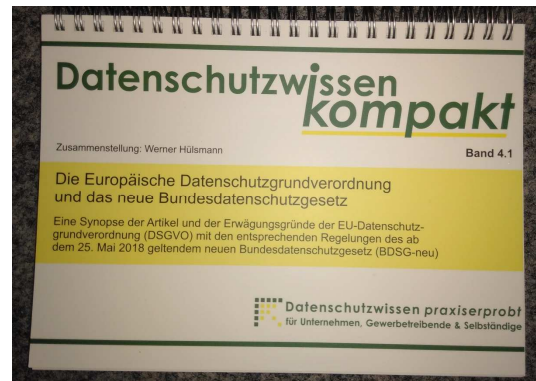 Datenschutzwissen
kompakt
Zusammenstellung: Werner Hülsmann
Band 4.1
Die Europäische Datenschutzgrundverordnung
und das neue Bundesdatenschutzgesetz
Eine Synopse der Artikel und der Erwägungsgründe der EU-Datenschutz-
grundverordnung (DSGVO) mit den entsprechenden Regelungen des ab
dem 25. Mai 2018 geltendem neuen Bundesdatenschutzgesetz (BDSG-neu)
Datenschutzwissen praxiserprobt
für Unternehmen, Gewerbetreibende & Selbständige